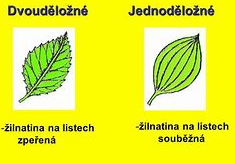 Dvouděložné
Jednoděložné
-žilnatina na listech
zpeřená
-žilnatina na listech
souběžná